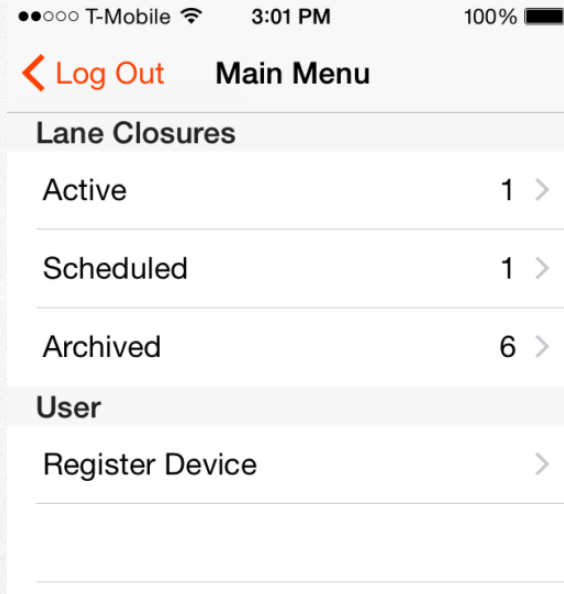 T-Mobile 3:01 PM 100%
Log Out Main Menu
Lane Closures
Active 1
Scheduled 1
Archived 6
User
Register Device